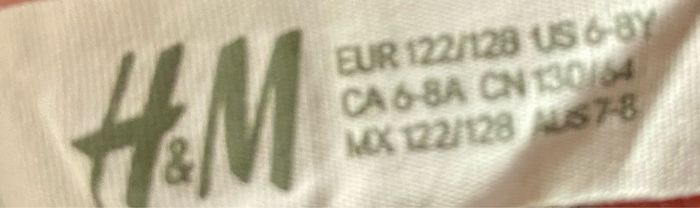 H&M
EUR 122/128 US 6-8Y
CA 6-8A CN 130/64
MX 122/128 AUS 7-8